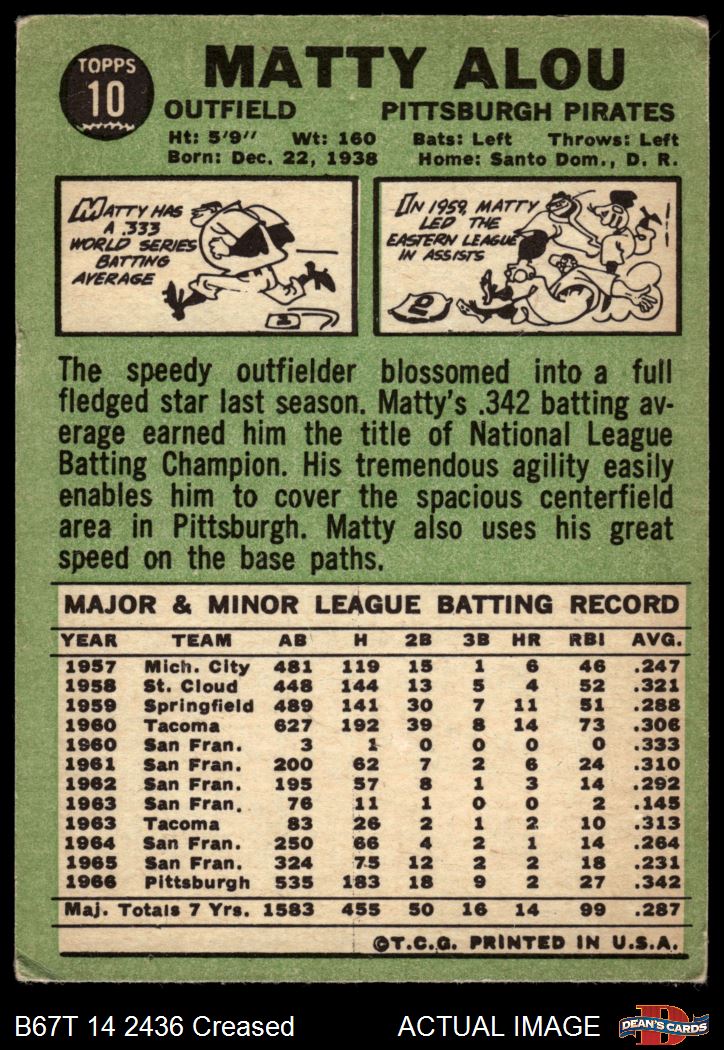 TOPPS
10
MATTY ALOU
OUTFIELD PITTSBURGH PIRATES
Ht: 5'9" Wt: 160 Bats: Left Throws: Left
Born: Dec. 22, 1938 Home: Santo Dom., D. R.
MATTY HAS
A .333
WORLD SERIES
BATTING
AVERAGE
IN 1959, MATTY
LED THE
EASTERN LEAGUE
IN ASSISTS
The speedy outfielder blossomed into a full
fledged star last season. Matty's .342 batting av-
erage earned him the title of National League
Batting Champion. His tremendous agility easily
enables him to cover the spacious centerfield
area in Pittsburgh. Matty also uses his great
speed on the base paths.
MAJOR & MINOR LEAGUE BATTING RECORD
YEAR TEAM AB H 2B 3B HR RBI AVG.
1957 Mich. City 481 119 15 1 6 46 .247
1958 St. Cloud 448 144 13 5 4 52 .321
1959 Springfield 489 141 30 7 11 51 .288
1960 Tacoma 627 192 39 8 14 73 .306
1960 San Fran. 3 1 0 0 0 0 .333
1961 San Fran. 200 62 7 2 6 24 .310
1962 San Fran. 195 57 8 1 3 14 .292
1963 San Fran. 76 11 1 0 0 2 .145
1963 Tacoma 83 26 2 1 2 10 .313
1964 San Fran. 250 66 4 2 1 14 .264
1965 San Fran. 324 75 12 2 2 18 .231
1966 Pittsburgh 535 183 18 9 2 27 .342
Maj. Totals 7 Yrs. 1583 455 50 16 14 99 .287
©T.C.G. PRINTED IN U.S.A.
B67T 14 2436 Creased ACTUAL IMAGE
D
DEAN'S CARDS